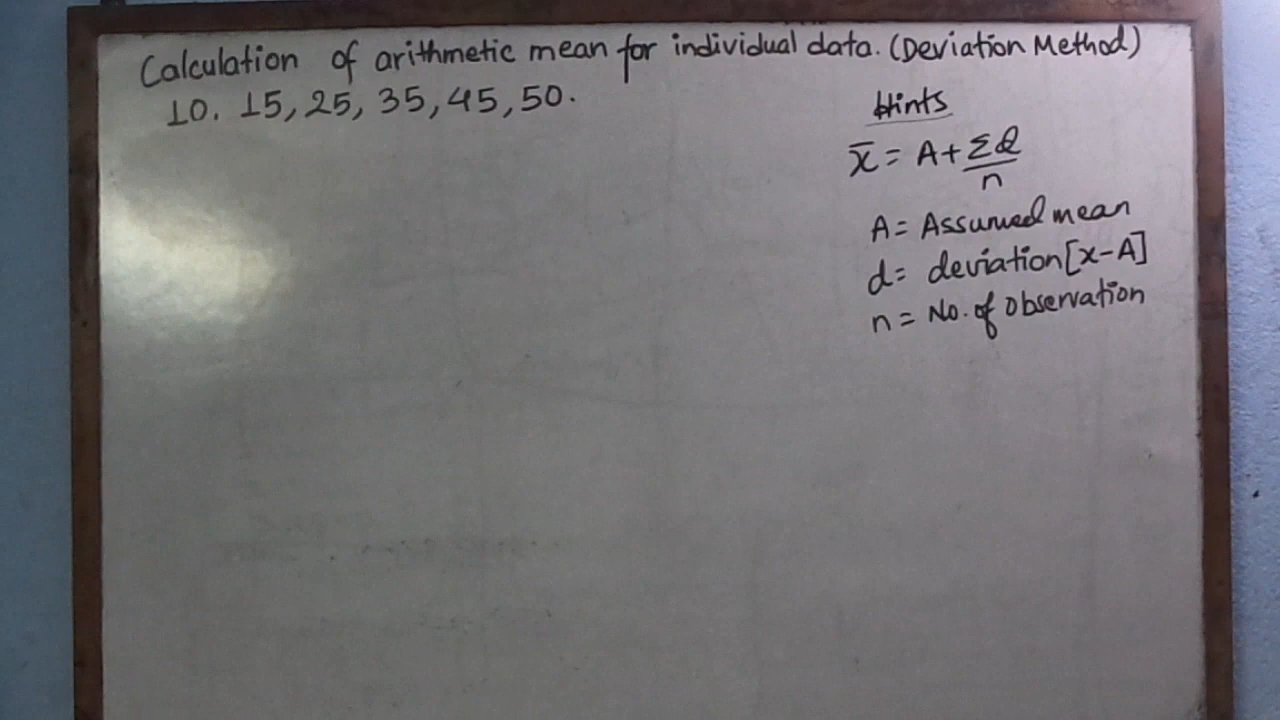 Calculation of arithmetic mean for individual data. (Deviation Method)
10. 15, 25, 35, 45, 50.
Hints
x̄ = A + Σd/n
A = Assumed mean
d = deviation [x-A]
n = No. of observation